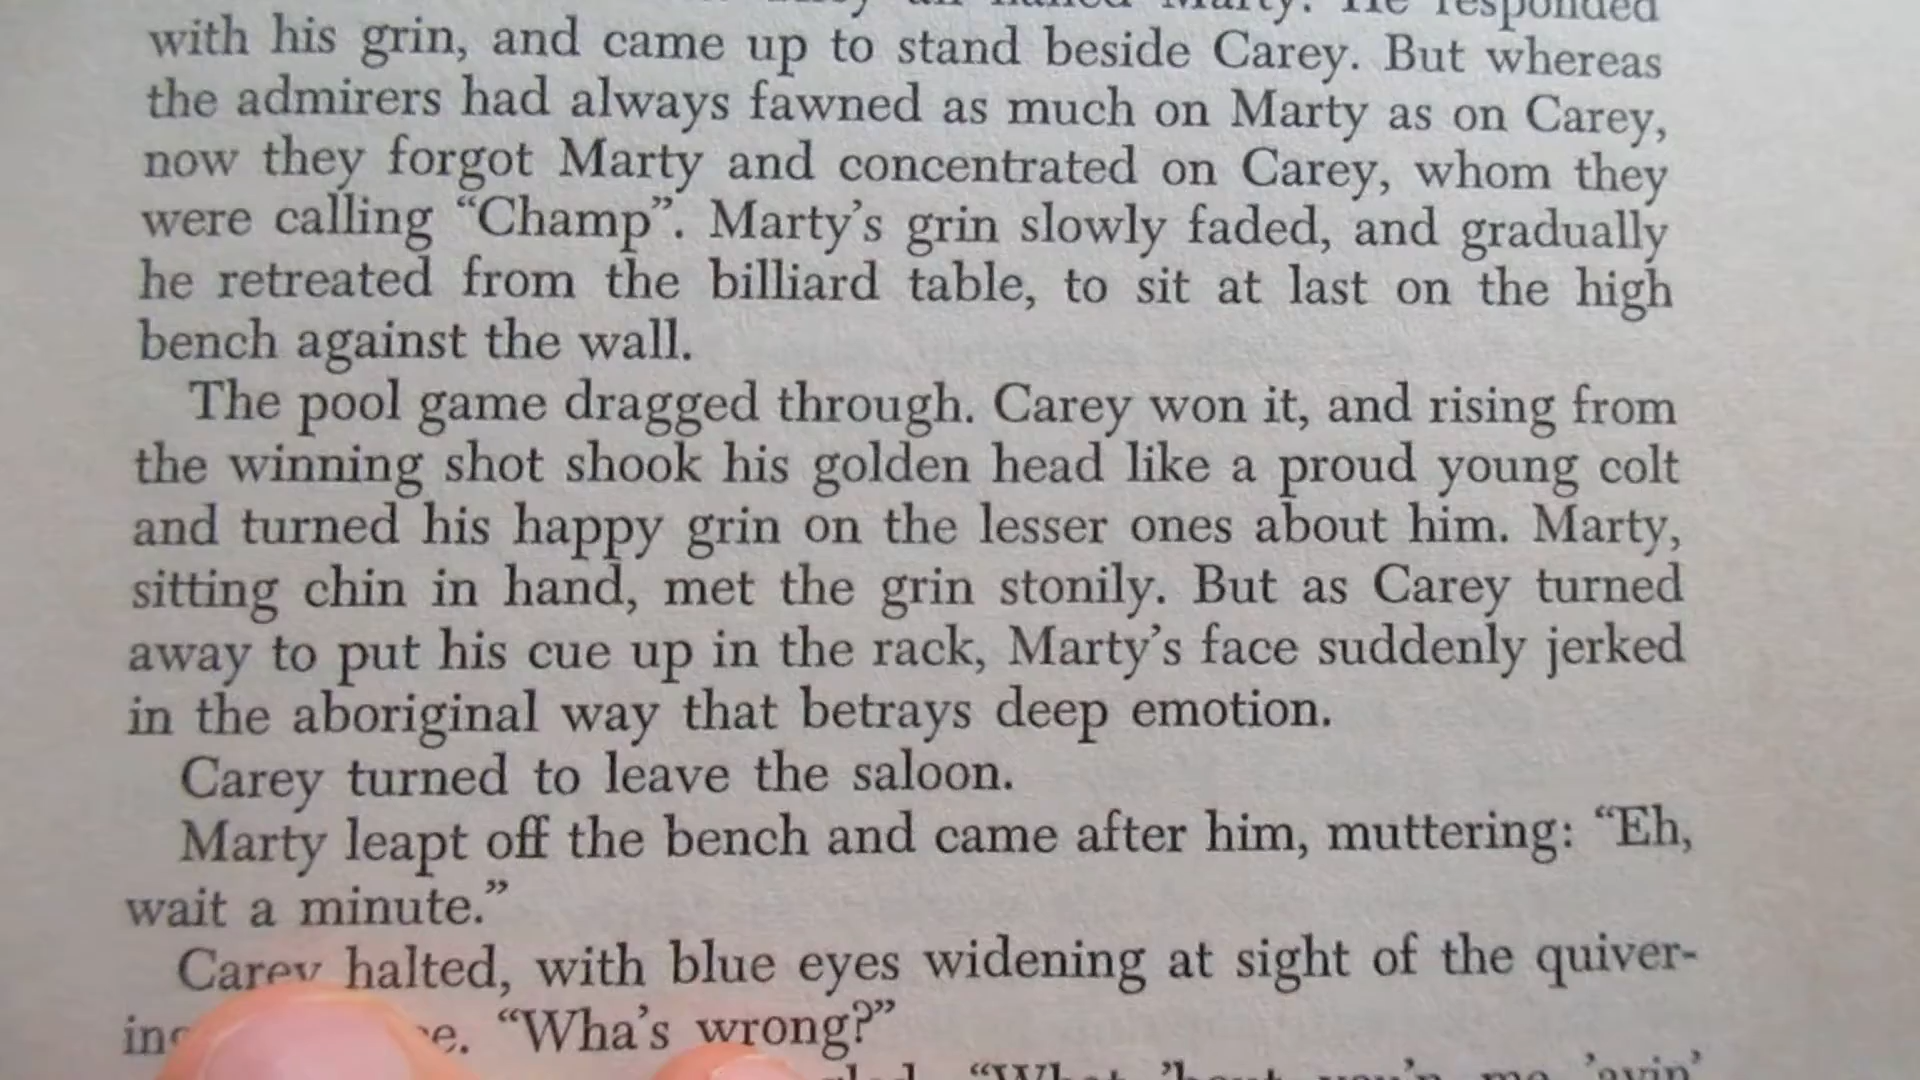 Marty. He responded
with his grin, and came up to stand beside Carey. But whereas
the admirers had always fawned as much on Marty as on Carey,
now they forgot Marty and concentrated on Carey, whom they
were calling “Champ”. Marty’s grin slowly faded, and gradually
he retreated from the billiard table, to sit at last on the high
bench against the wall.
The pool game dragged through. Carey won it, and rising from
the winning shot shook his golden head like a proud young colt
and turned his happy grin on the lesser ones about him. Marty,
sitting chin in hand, met the grin stonily. But as Carey turned
away to put his cue up in the rack, Marty’s face suddenly jerked
in the aboriginal way that betrays deep emotion.
Carey turned to leave the saloon.
Marty leapt off the bench and came after him, muttering: “Eh,
wait a minute.”
Carey halted, with blue eyes widening at sight of the quiver-
“Wha’s wrong?”
“What ’bout you’n me ’avin’